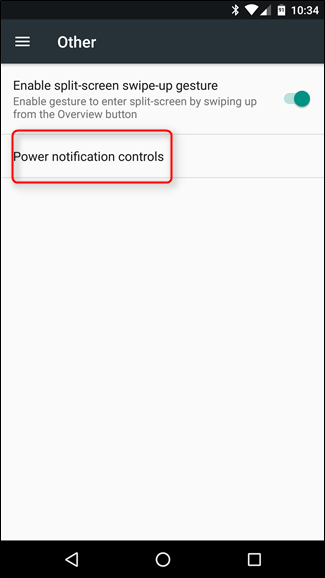 10:34
Other
Enable split-screen swipe-up gesture
Enable gesture to enter split-screen by swiping up
from the Overview button
Power notification controls